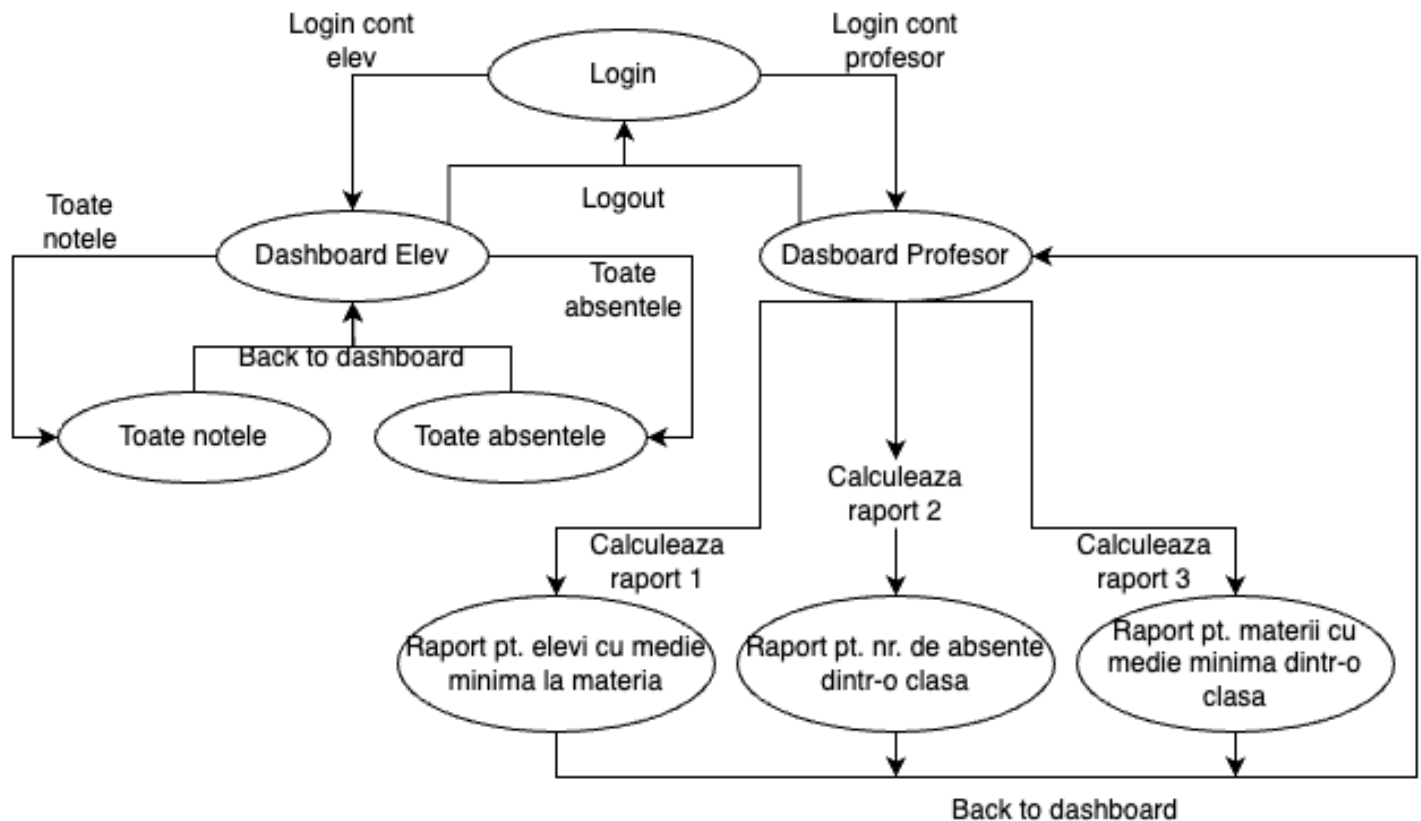 Login cont
elev
Login cont
profesor
Login
Logout
Toate
notele
Dashboard Elev
Dasboard Profesor
Toate
absentele
Back to dashboard
Toate notele
Toate absentele
Calculeaza
raport 2
Calculeaza
raport 1
Calculeaza
raport 3
Raport pt. elevi cu medie
minima la materia
Raport pt. nr. de absente
dintr-o clasa
Raport pt. materii cu
medie minima dintr-o
clasa
Back to dashboard